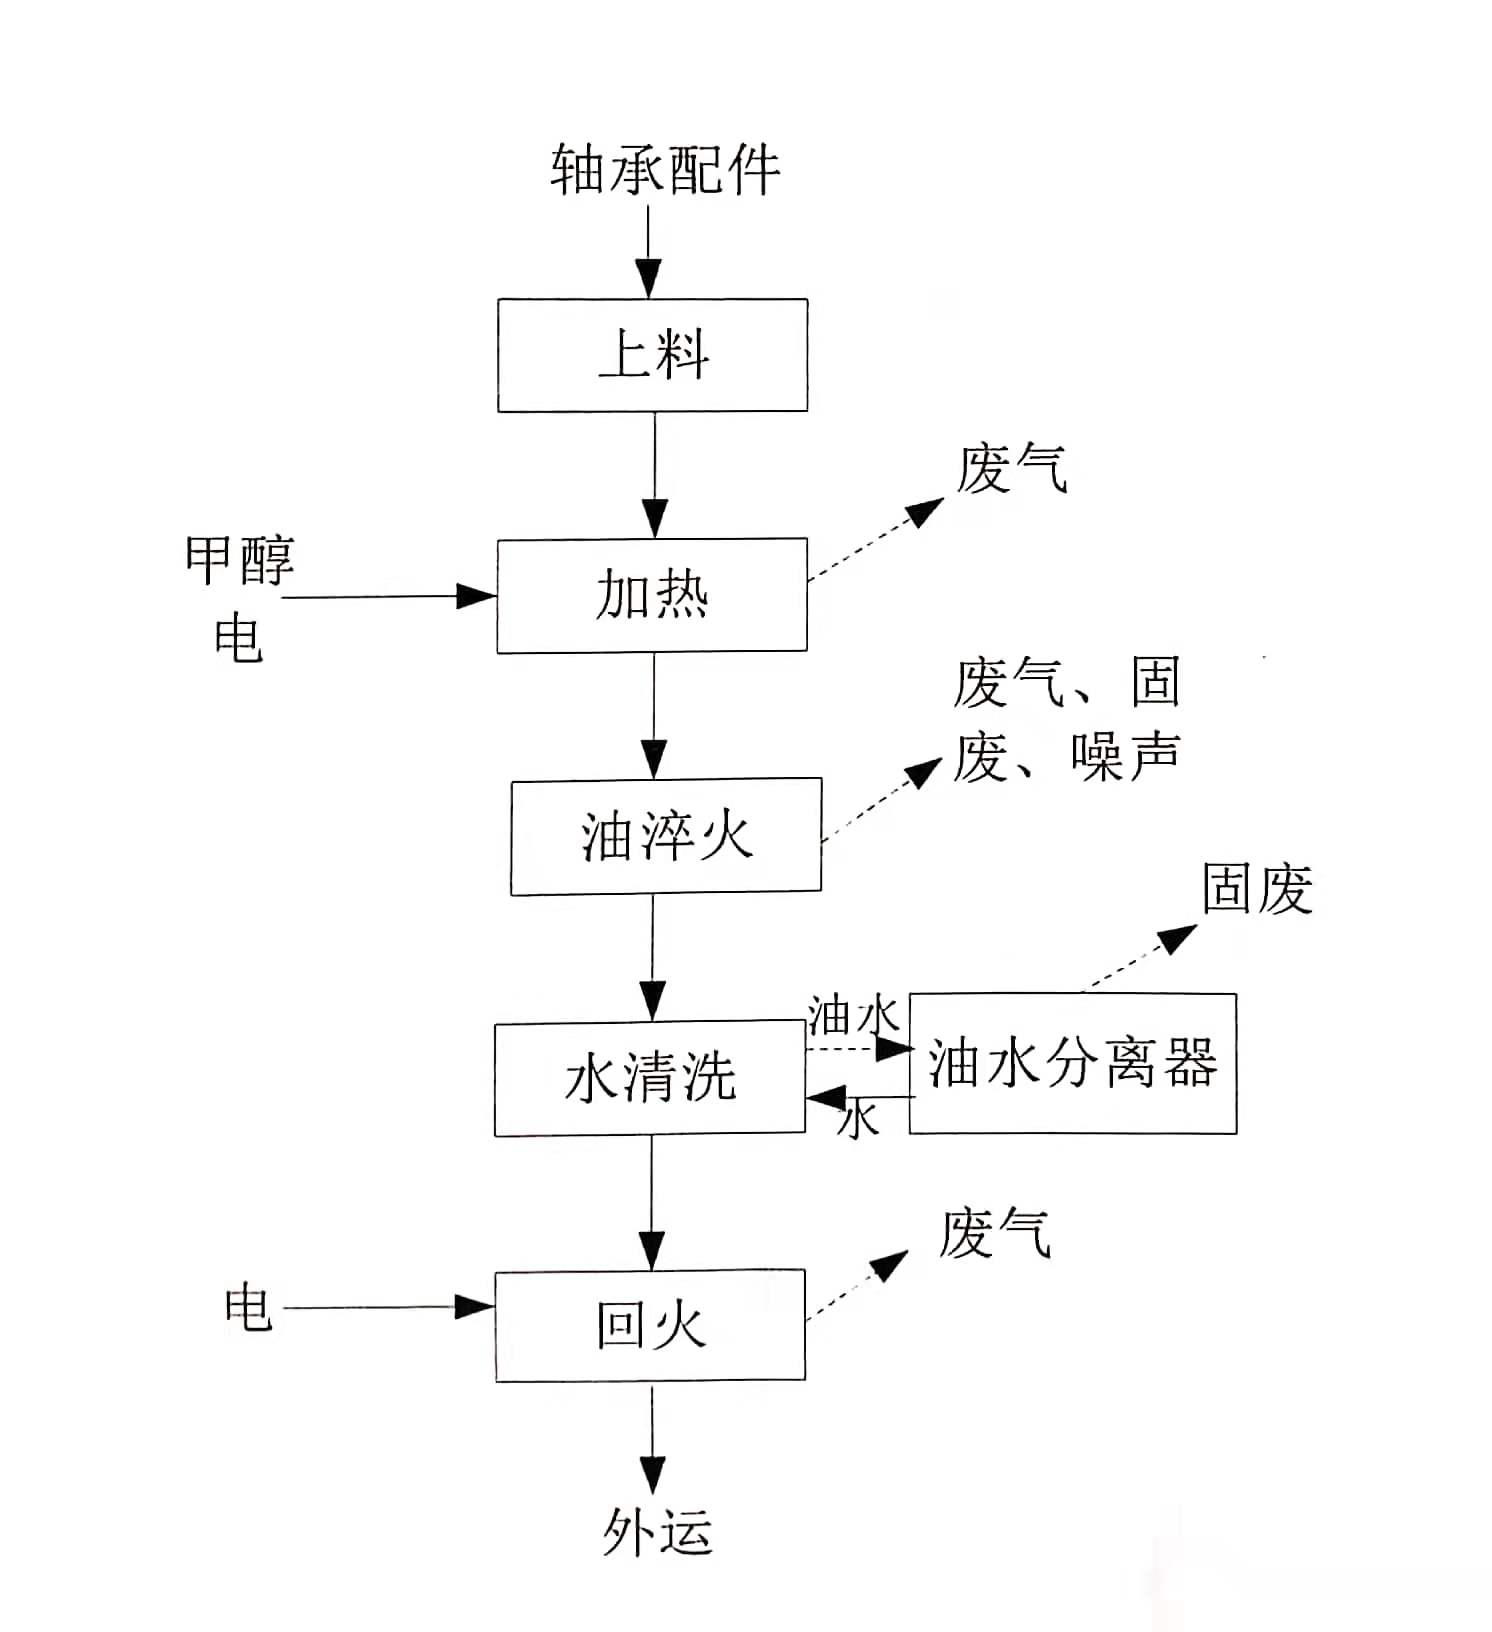 轴承配件
上料
废气
甲醇
电
加热
废气、固
废、噪声
油淬火
固废
油水
油水分离器
水清洗
水
废气
电
回火
外运